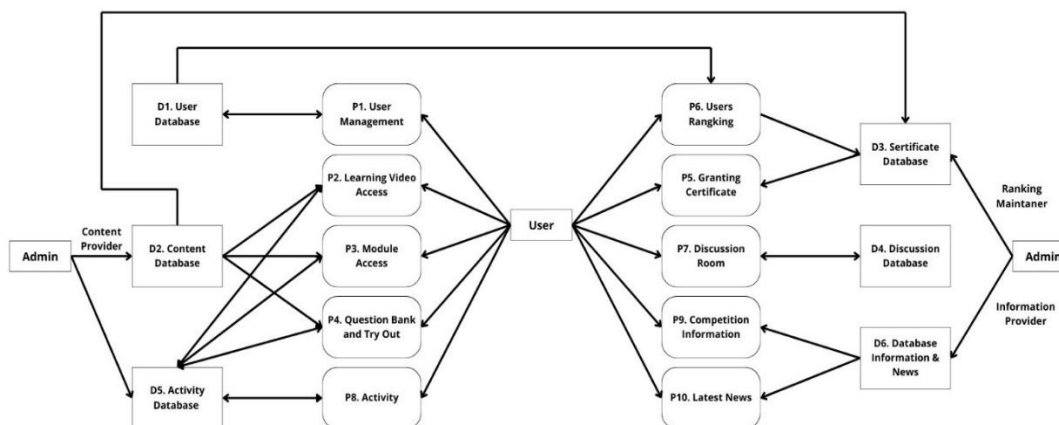 D1. User
Database
P1. User
Management
P6. Users
Rangking
D3. Sertificate
Database
P2. Learning Video
Access
P5. Granting
Certificate
Ranking
Maintaner
Content
Provider
Admin
D2. Content
Database
P3. Module
Access
User
P7. Discussion
Room
D4. Discussion
Database
Admin
P4. Question Bank
and Try Out
P9. Competition
Information
Information
Provider
D6. Database
Information &
News
D5. Activity
Database
P8. Activity
P10. Latest News